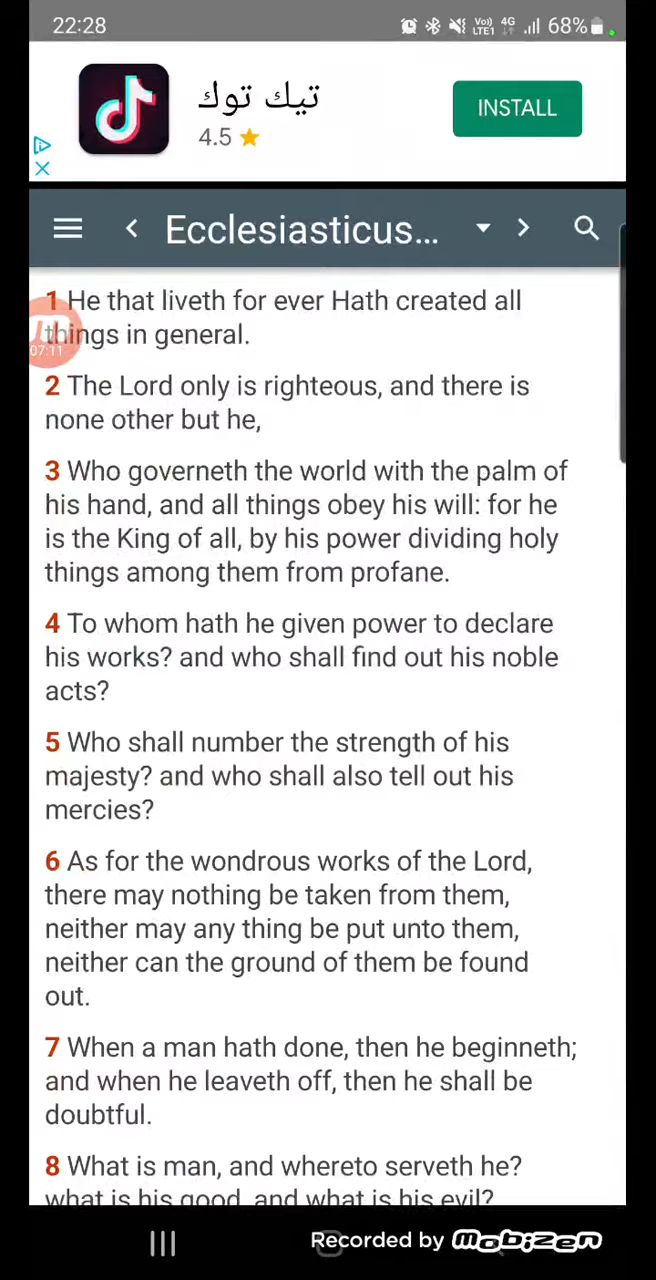 22:28
Vo)) 4G 68%
LTE1
تيك توك
4.5
INSTALL
Ecclesiasticus...
1 He that liveth for ever Hath created all
things in general.
07:11
2 The Lord only is righteous, and there is
none other but he,
3 Who governeth the world with the palm of
his hand, and all things obey his will: for he
is the King of all, by his power dividing holy
things among them from profane.
4 To whom hath he given power to declare
his works? and who shall find out his noble
acts?
5 Who shall number the strength of his
majesty? and who shall also tell out his
mercies?
6 As for the wondrous works of the Lord,
there may nothing be taken from them,
neither may any thing be put unto them,
neither can the ground of them be found
out.
7 When a man hath done, then he beginneth;
and when he leaveth off, then he shall be
doubtful.
8 What is man, and whereto serveth he?
what is his good, and what is his evil?
Recorded by Mobizen